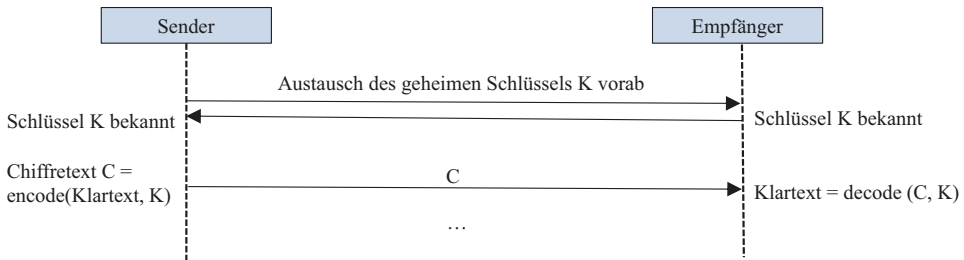 Sender
Empfänger
Austausch des geheimen Schlüssels K vorab
Schlüssel K bekannt
Schlüssel K bekannt
Chiffretext C =
encode(Klartext, K)
C
Klartext = decode (C, K)
…